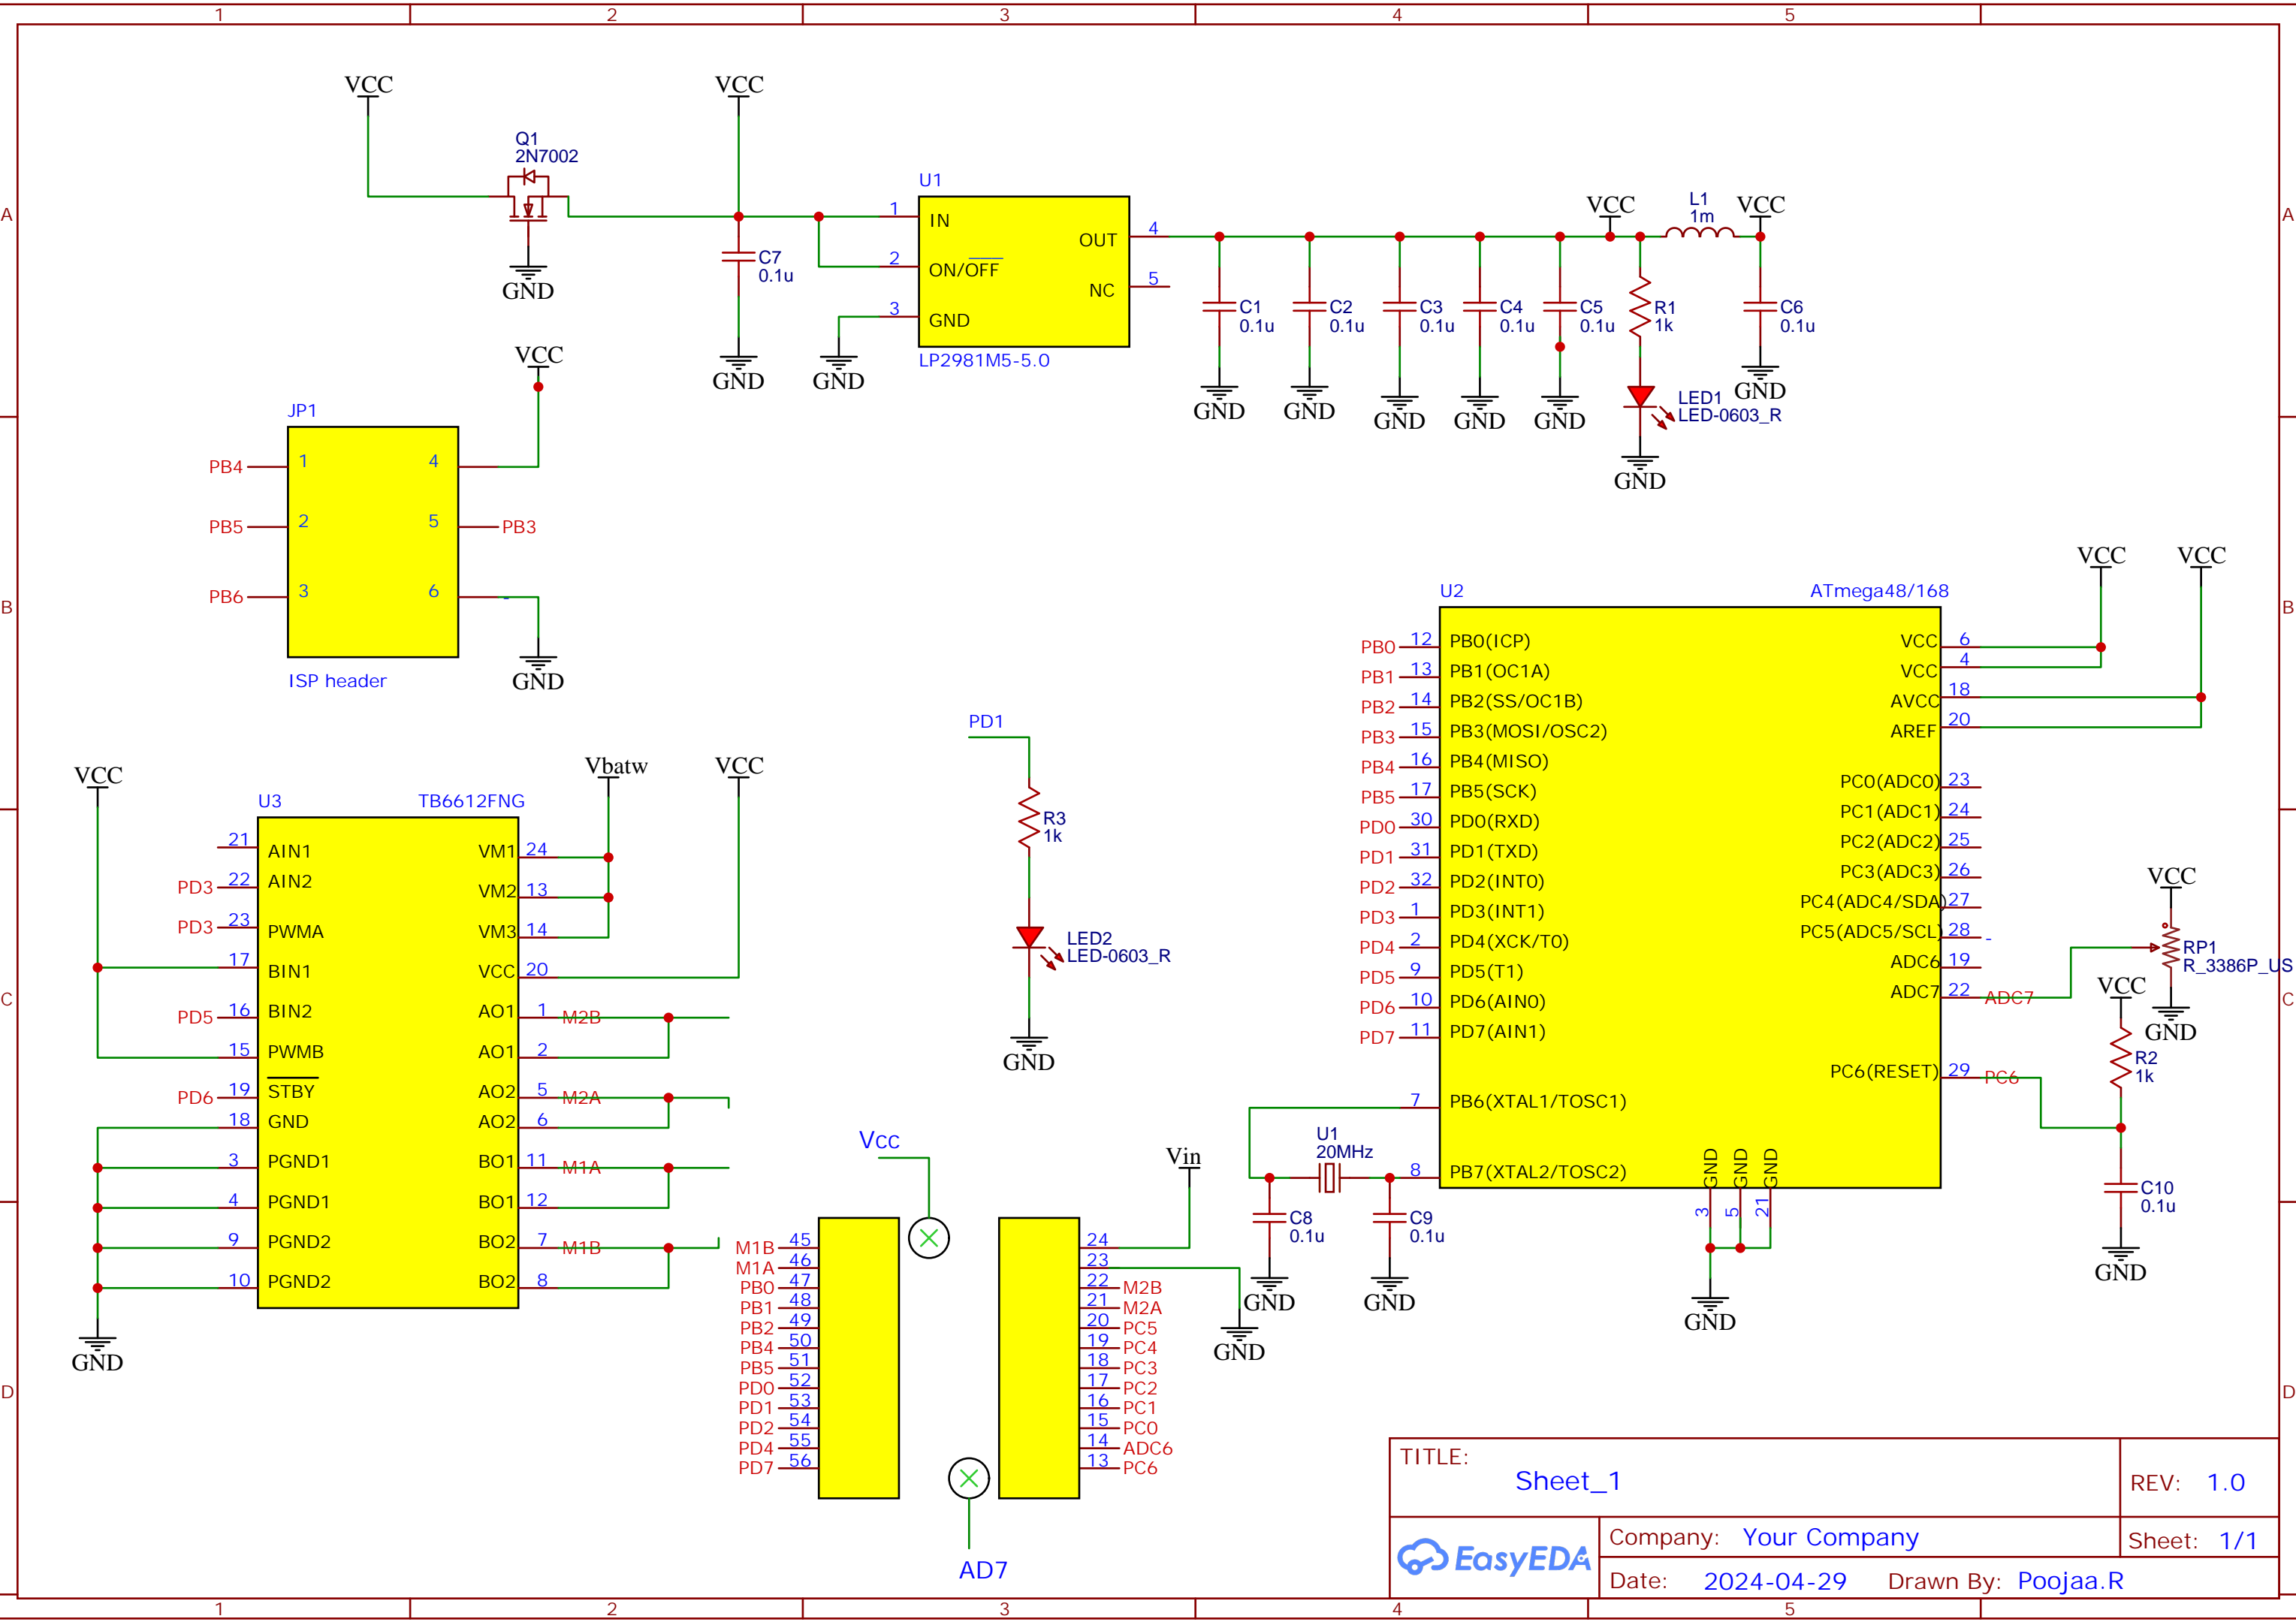 1 2 3 4 5
VCC
VCC
Q1
2N7002
U1
1 IN
2 ON/OFF
3 GND
OUT 4
NC 5
LP2981M5-5.0
GND
C7
0.1u
GND
GND
VCC
L1
1m
VCC
C1
0.1u
C2
0.1u
C3
0.1u
C4
0.1u
C5
0.1u
R1
1k
C6
0.1u
GND
GND
GND
GND
GND
GND
LED1
LED-0603_R
GND
A
A
VCC
JP1
PB4 1 4
PB5 2 5 PB3
PB6 3 6 -
ISP header
GND
B
B
U2 ATmega48/168
VCC
VCC
PB0 12 PB0(ICP)
PB1 13 PB1(OC1A)
PB2 14 PB2(SS/OC1B)
PB3 15 PB3(MOSI/OSC2)
PB4 16 PB4(MISO)
PB5 17 PB5(SCK)
PD0 30 PD0(RXD)
PD1 31 PD1(TXD)
PD2 32 PD2(INT0)
PD3 1 PD3(INT1)
PD4 2 PD4(XCK/T0)
PD5 9 PD5(T1)
PD6 10 PD6(AIN0)
PD7 11 PD7(AIN1)
7 PB6(XTAL1/TOSC1)
8 PB7(XTAL2/TOSC2)
VCC 6
VCC 4
AVCC 18
AREF 20
PC0(ADC0) 23
PC1(ADC1) 24
PC2(ADC2) 25
PC3(ADC3) 26
PC4(ADC4/SDA) 27
PC5(ADC5/SCL) 28 -
ADC6 19
ADC7 22 ADC7
PC6(RESET) 29 PC6
GND GND GND
3 5 21
GND
VCC
RP1
R_3386P_US
GND
VCC
R2
1k
C10
0.1u
GND
U1
20MHz
C8
0.1u
C9
0.1u
GND
GND
PD1
R3
1k
LED2
LED-0603_R
GND
C
C
VCC
Vbatw
VCC
U3 TB6612FNG
21 AIN1
PD3 22 AIN2
PD3 23 PWMA
17 BIN1
PD5 16 BIN2
15 PWMB
PD6 19 STBY
18 GND
3 PGND1
4 PGND1
9 PGND2
10 PGND2
VM1 24
VM2 13
VM3 14
VCC 20
AO1 1 M2B
AO1 2
AO2 5 M2A
AO2 6
BO1 11 M1A
BO1 12
BO2 7 M1B
BO2 8
GND
Vcc
Vin
M1B 45
M1A 46
PB0 47
PB1 48
PB2 49
PB4 50
PB5 51
PD0 52
PD1 53
PD2 54
PD4 55
PD7 56
24
23
22 M2B
21 M2A
20 PC5
19 PC4
18 PC3
17 PC2
16 PC1
15 PC0
14 ADC6
13 PC6
GND
AD7
D
D
TITLE:
Sheet_1
REV: 1.0
EasyEDA
Company: Your Company
Sheet: 1/1
Date: 2024-04-29 Drawn By: Poojaa.R
1 2 3 4 5